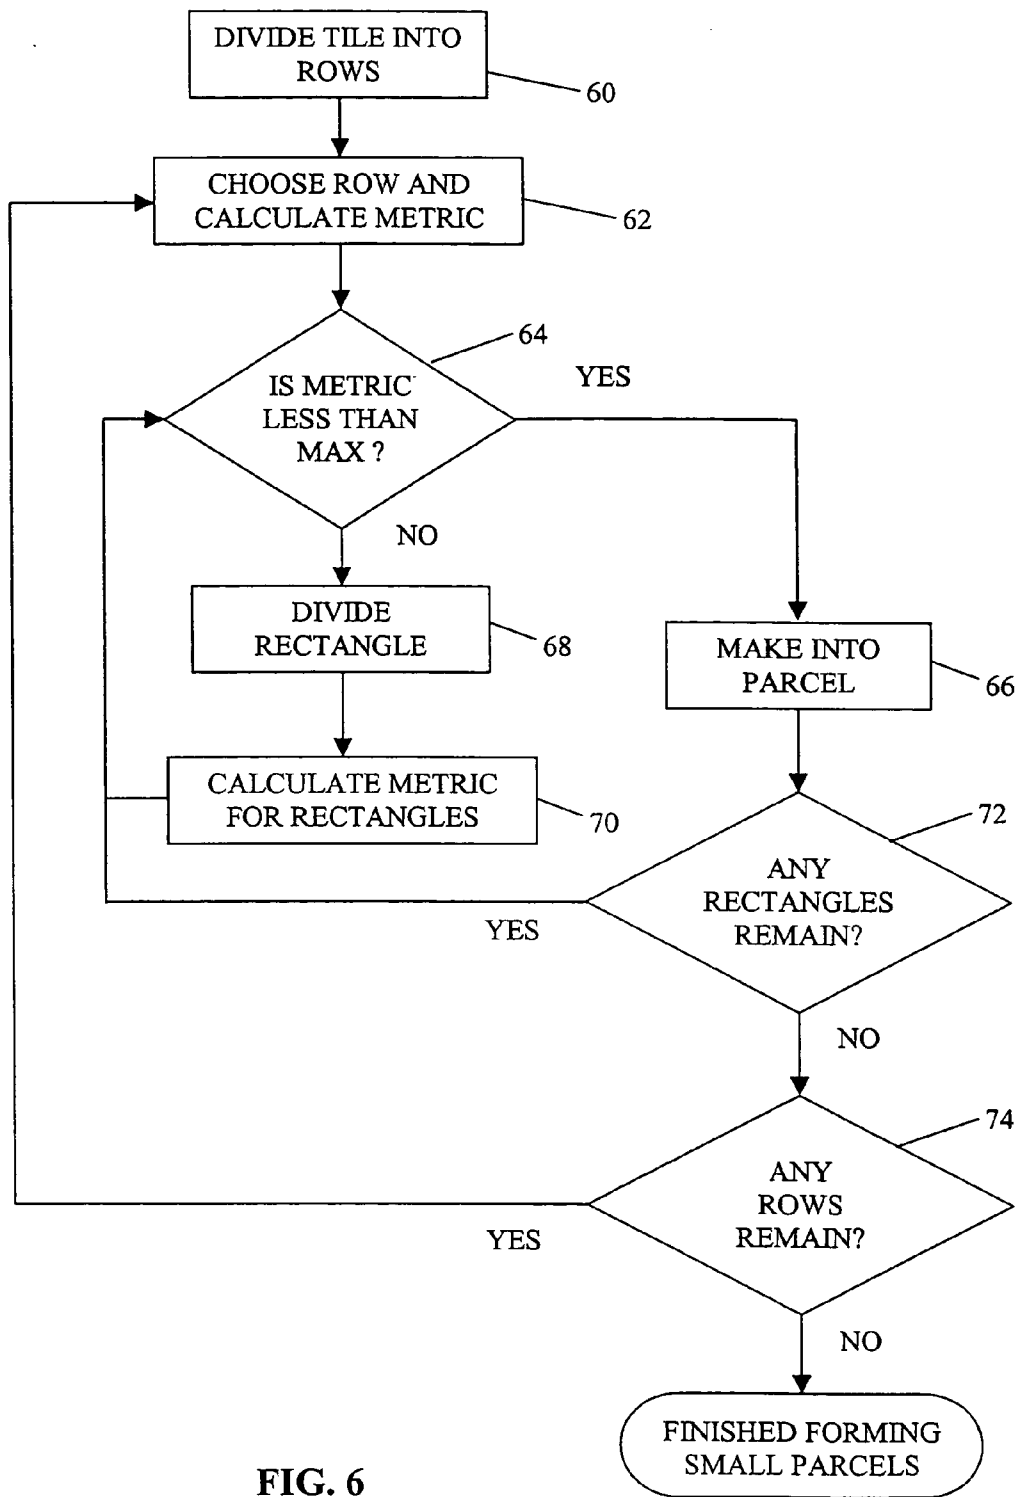 DIVIDE TILE INTO
ROWS
60
CHOOSE ROW AND
CALCULATE METRIC
62
64
IS METRIC
LESS THAN
MAX ?
YES
NO
DIVIDE
RECTANGLE
68
MAKE INTO
PARCEL
66
CALCULATE METRIC
FOR RECTANGLES
70
72
ANY
RECTANGLES
REMAIN?
YES
NO
74
ANY
ROWS
REMAIN?
YES
NO
FINISHED FORMING
SMALL PARCELS
FIG. 6